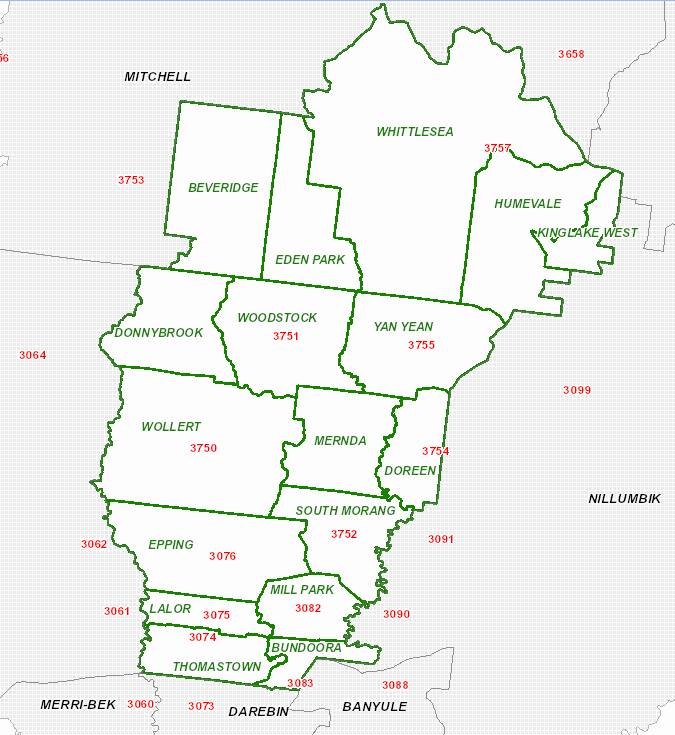 3658
56
MITCHELL
WHITTLESEA
3757
3753
BEVERIDGE
HUMEVALE
KINGLAKE WEST
EDEN PARK
WOODSTOCK
YAN YEAN
DONNYBROOK
3751
3755
3064
3099
WOLLERT
MERNDA
3750
3754
DOREEN
NILLUMBIK
SOUTH MORANG
3752
3091
3062
EPPING
3076
MILL PARK
3082
3061
LALOR
3075
3090
3074
BUNDOORA
THOMASTOWN
3083
3088
MERRI-BEK
3060
3073
DAREBIN
BANYULE